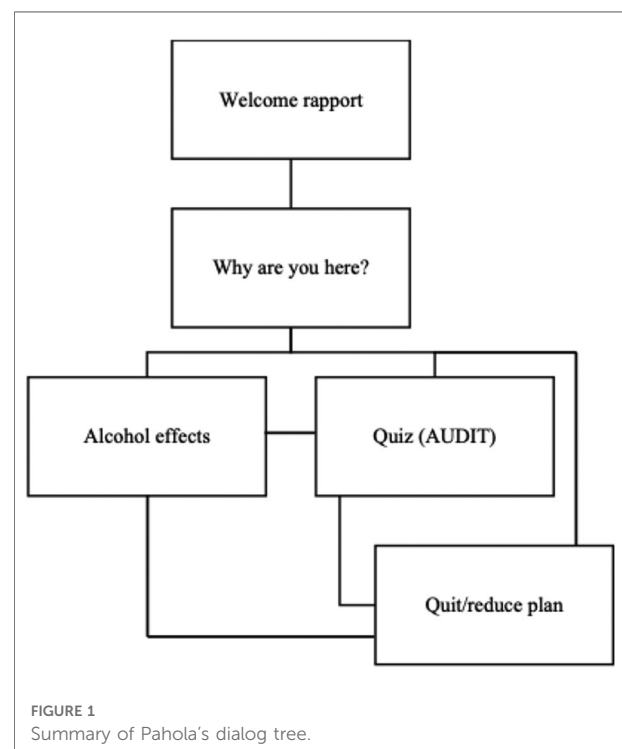 Welcome rapport
Why are you here?
Alcohol effects
Quiz (AUDIT)
Quit/reduce plan
FIGURE 1
Summary of Pahola's dialog tree.